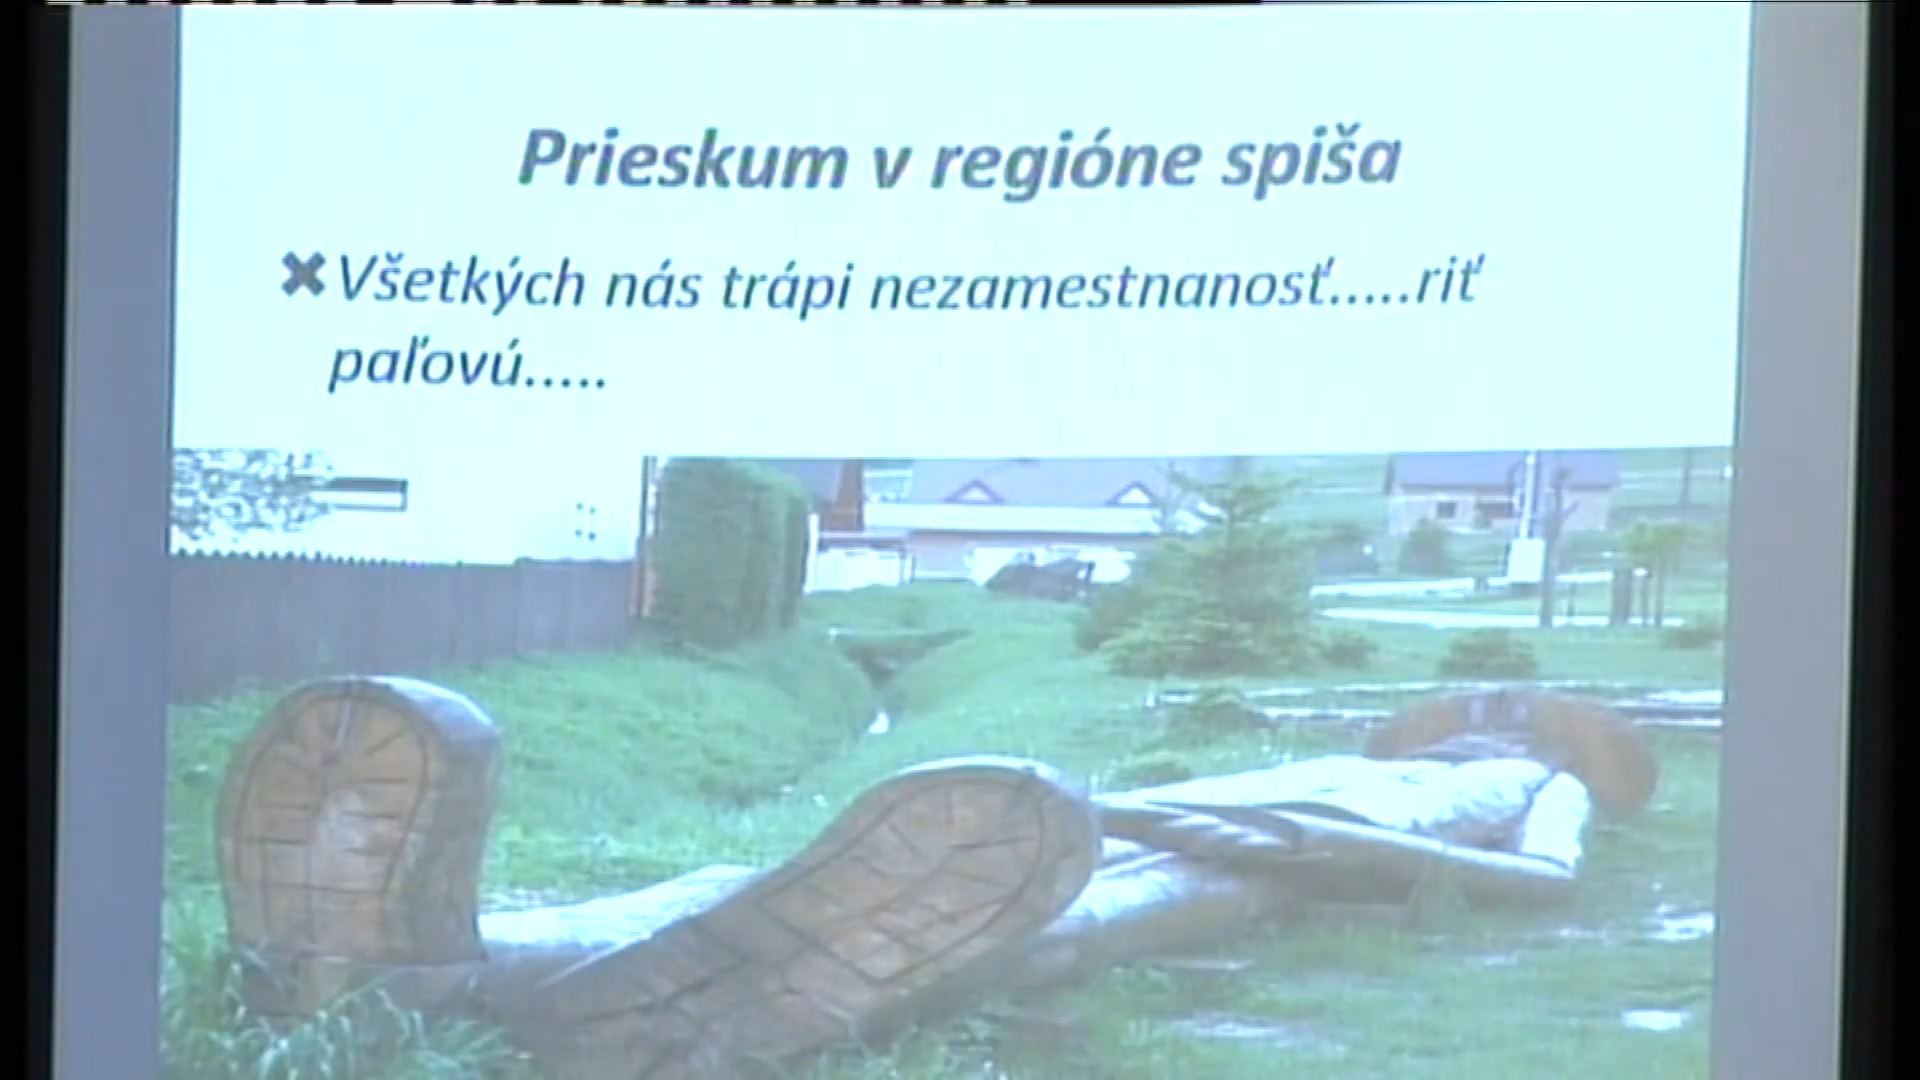 Prieskum v regióne spiša
✖Všetkých nás trápi nezamestnanosť.....riť
paľovú.....